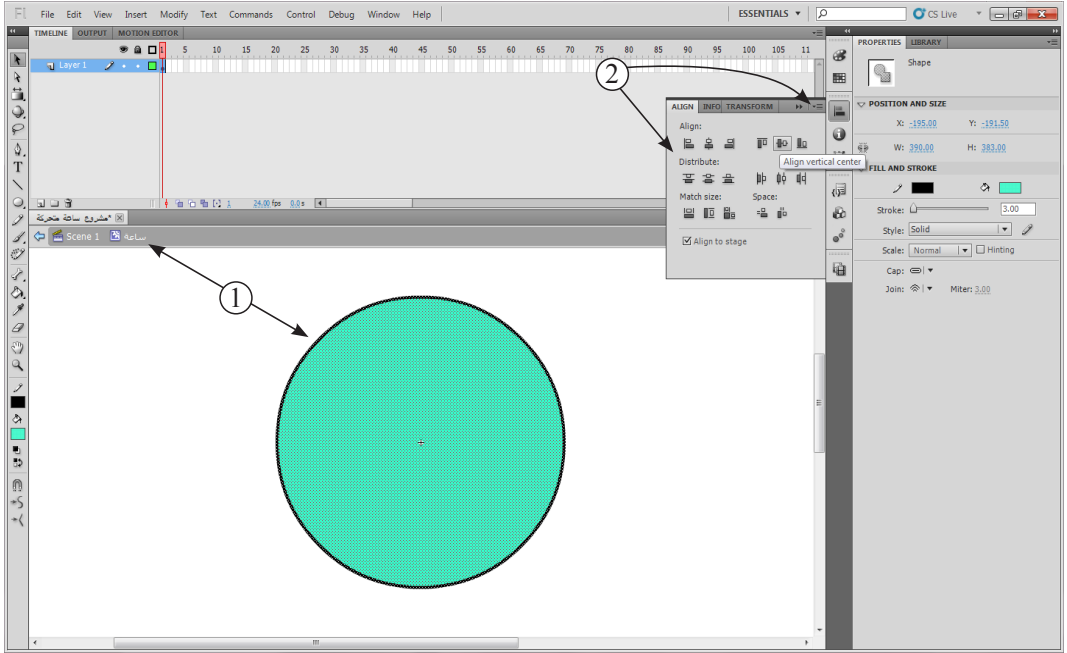 Fl File Edit View Insert Modify Text Commands Control Debug Window Help ESSENTIALS CS Live
TIMELINE OUTPUT MOTION EDITOR
1 5 10 15 20 25 30 35 40 45 50 55 60 65 70 75 80 85 90 95 100 105 11
Layer 1
1 24.00 fps 0.0 s
مشروع ساعة متحركة*
Scene 1 ساعة
1
2
ALIGN INFO TRANSFORM
Align:
Align vertical center
Distribute:
Match size: Space:
Align to stage
PROPERTIES LIBRARY
Shape
POSITION AND SIZE
X: -195.00 Y: -191.50
W: 390.00 H: 383.00
FILL AND STROKE
Stroke: 3.00
Style: Solid
Scale: Normal Hinting
Cap:
Join: Miter: 3.00
T